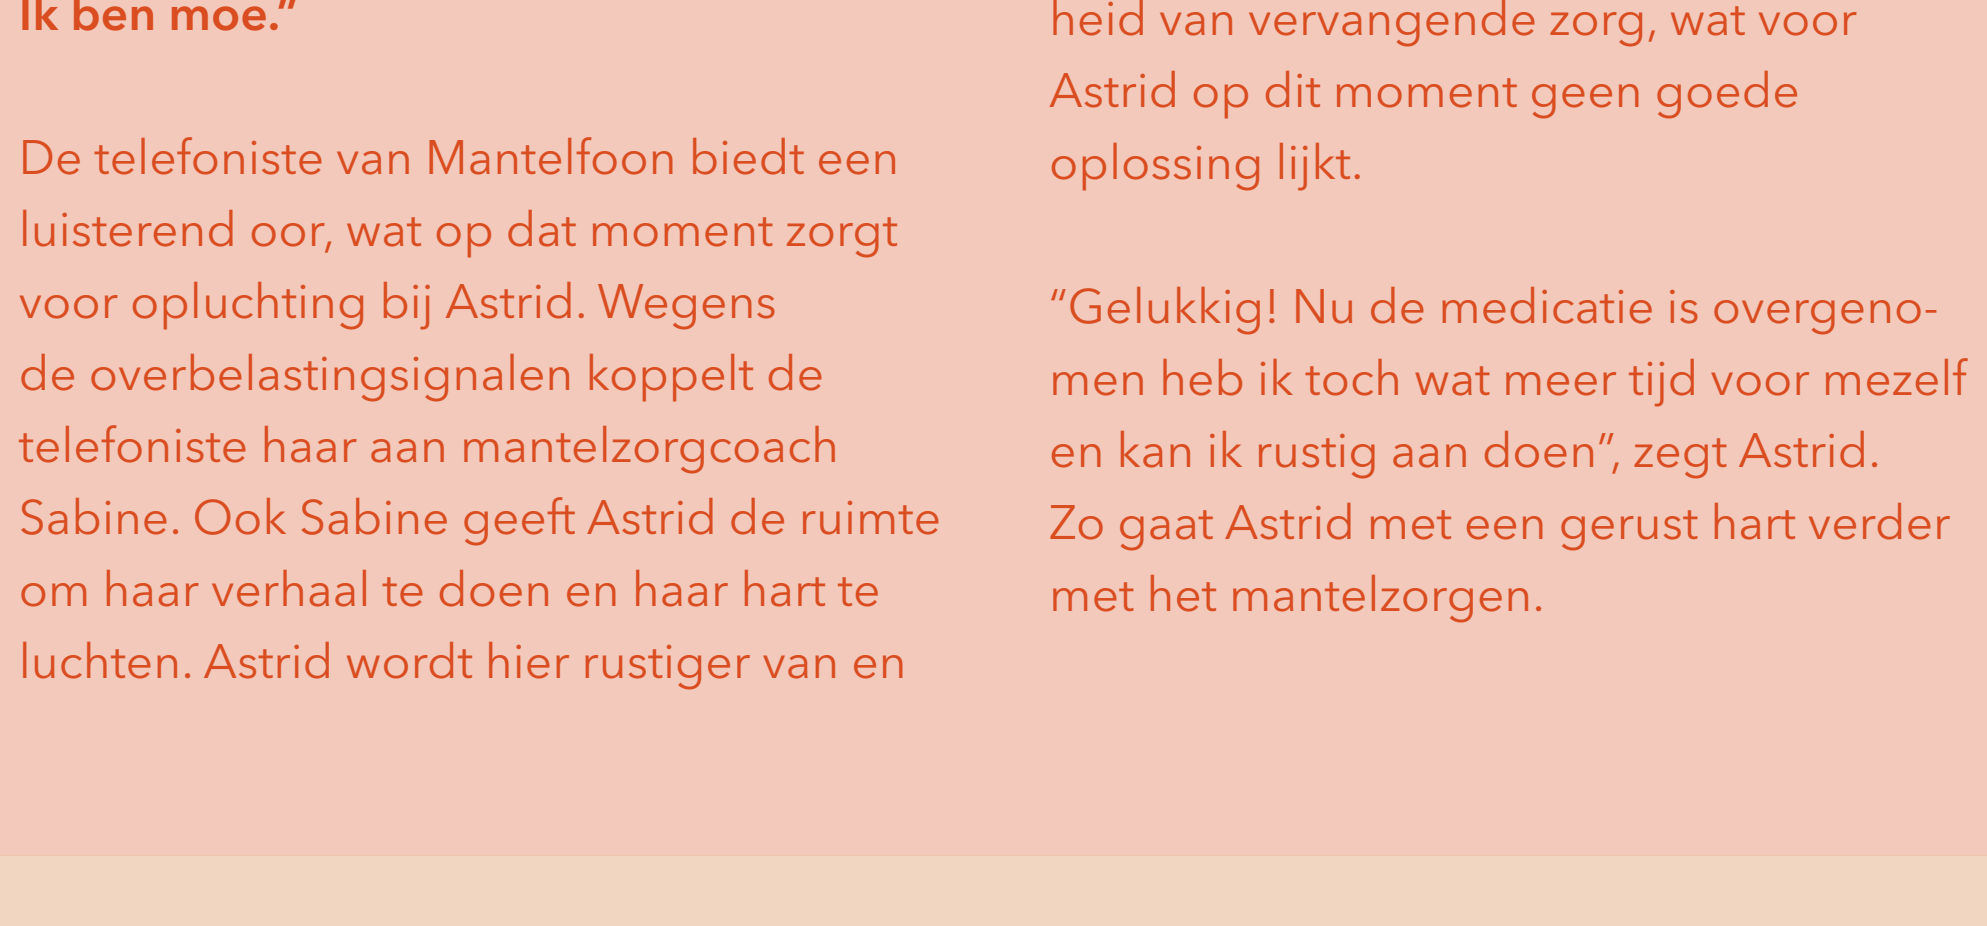 Ik ben moe.”
De telefoniste van Mantelfoon biedt een
luisterend oor, wat op dat moment zorgt
voor opluchting bij Astrid. Wegens
de overbelastingsignalen koppelt de
telefoniste haar aan mantelzorgcoach
Sabine. Ook Sabine geeft Astrid de ruimte
om haar verhaal te doen en haar hart te
luchten. Astrid wordt hier rustiger van en
heid van vervangende zorg, wat voor
Astrid op dit moment geen goede
oplossing lijkt.
“Gelukkig! Nu de medicatie is overgeno-
men heb ik toch wat meer tijd voor mezelf
en kan ik rustig aan doen”, zegt Astrid.
Zo gaat Astrid met een gerust hart verder
met het mantelzorgen.